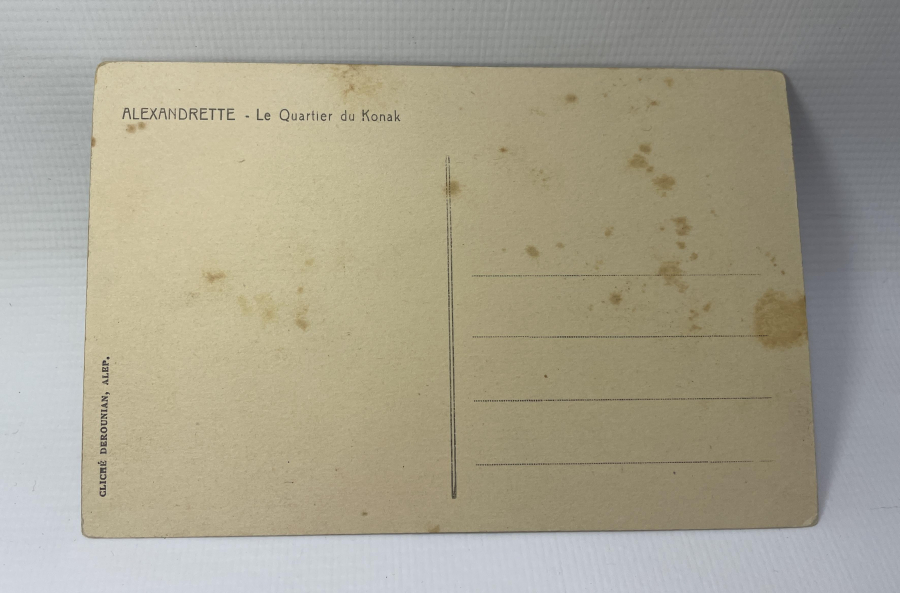 ALEXANDRETTE - Le Quartier du Konak
CLICHÉ DEROUNIAN, ALEP.